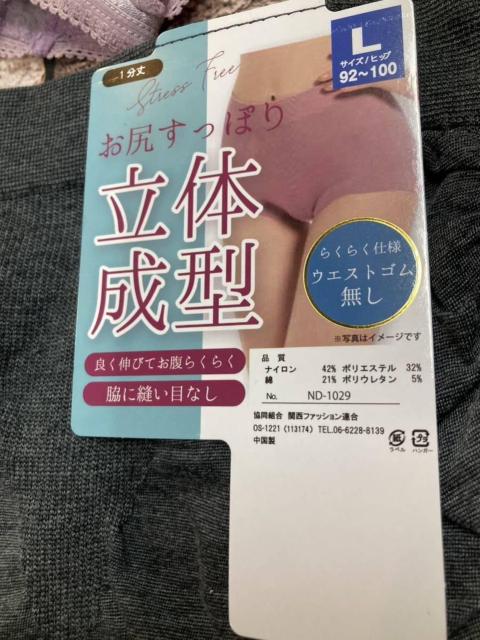 一分丈
Stress Free
お尻すっぽり
立体
成型
良く伸びてお腹らくらく
脇に縫い目なし
L
サイズ/ヒップ
92~100
らくらく仕様
ウエストゴム
無し
※写真はイメージです
品質
ナイロン 42% ポリエステル 32%
綿 21% ポリウレタン 5%
No. ND-1029
協同組合 関西ファッション連合
OS-1221 (113174) TEL.06-6228-8139
中国製
紙
ラベル
プラ
ハンガー